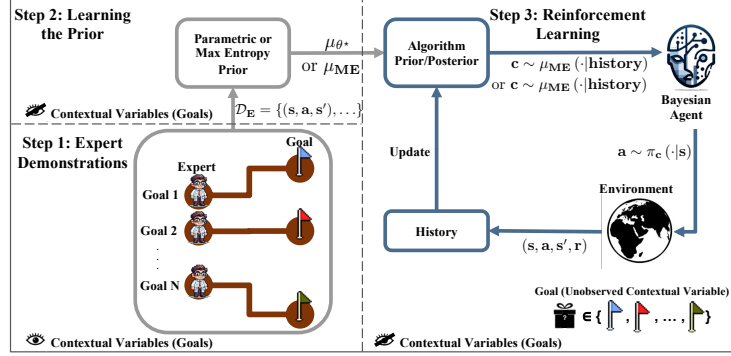 Step 2: Learning
the Prior
Parametric or
Max Entropy
Prior
μθ⋆
or μME
Contextual Variables (Goals)
DE = {(s, a, s′), . . .}
Step 1: Expert
Demonstrations
Expert
Goal
Goal 1
Goal 2
.
.
.
.
Goal N
Contextual Variables (Goals)
Step 3: Reinforcement
Learning
Algorithm
Prior/Posterior
c ∼ μME (·|history)
or c ∼ μME (·|history)
Bayesian
Agent
a ∼ πc (·|s)
Update
Environment
History
(s, a, s′, r)
Goal (Unobserved Contextual Variable)
? ∈ { , , ... , }
Contextual Variables (Goals)